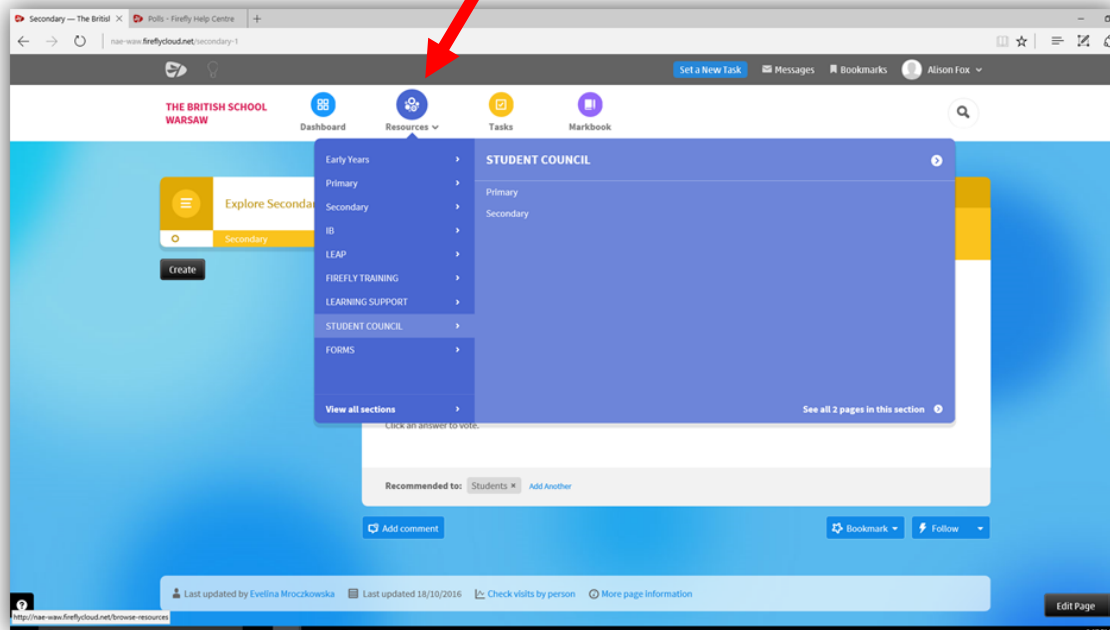 Secondary — The Britisl
Polls - Firefly Help Centre
nae-waw.fireflycloud.net/secondary-1
Set a New Task Messages Bookmarks Alison Fox
THE BRITISH SCHOOL
WARSAW
Dashboard Resources Tasks Markbook
Early Years
Primary
Secondary
IB
LEAP
FIREFLY TRAINING
LEARNING SUPPORT
STUDENT COUNCIL
FORMS
View all sections
STUDENT COUNCIL
Primary
Secondary
See all 2 pages in this section
Explore Secondar
Secondary
Create
Click an answer to vote.
Recommended to: Students × Add Another
Add comment
Bookmark Follow
Last updated by Evelina Mroczkowska Last updated 18/10/2016 Check visits by person More page information
http://nae-waw.fireflycloud.net/browse-resources
Edit Page